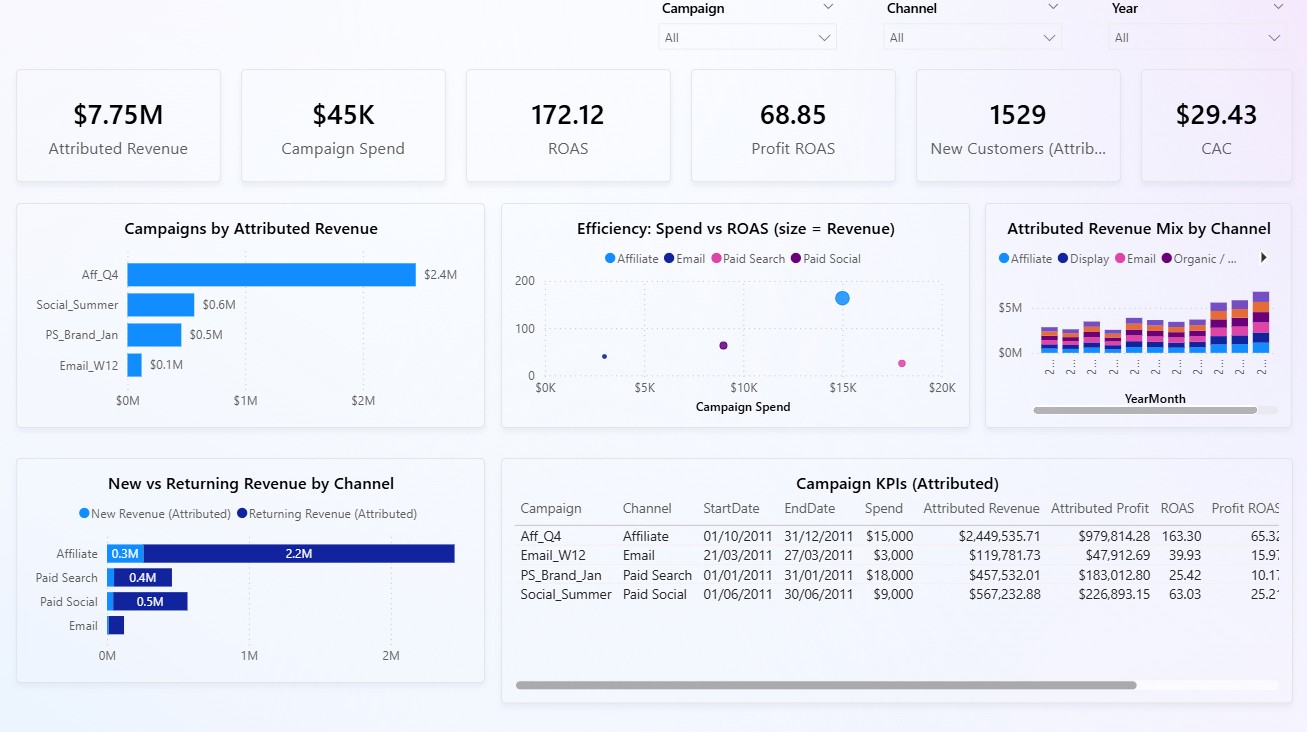 Campaign Channel Year
All All All
$7.75M $45K 172.12 68.85 1529 $29.43
Attributed Revenue Campaign Spend ROAS Profit ROAS New Customers (Attrib... CAC
Campaigns by Attributed Revenue
Aff_Q4 $2.4M
Social_Summer $0.6M
PS_Brand_Jan $0.5M
Email_W12 $0.1M
$0M $1M $2M
Efficiency: Spend vs ROAS (size = Revenue)
Affiliate Email Paid Search Paid Social
200
100
0
$0K $5K $10K $15K $20K
Campaign Spend
Attributed Revenue Mix by Channel
Affiliate Display Email Organic / ...
$5M
$0M
2... 2... 2... 2... 2... 2... 2... 2... 2... 2... 2...
YearMonth
New vs Returning Revenue by Channel
New Revenue (Attributed) Returning Revenue (Attributed)
Affiliate 0.3M 2.2M
Paid Search 0.4M
Paid Social 0.5M
Email
0M 1M 2M
Campaign KPIs (Attributed)
Campaign Channel StartDate EndDate Spend Attributed Revenue Attributed Profit ROAS Profit ROAS
Aff_Q4 Affiliate 01/10/2011 31/12/2011 $15,000 $2,449,535.71 $979,814.28 163.30 65.32
Email_W12 Email 21/03/2011 27/03/2011 $3,000 $119,781.73 $47,912.69 39.93 15.97
PS_Brand_Jan Paid Search 01/01/2011 31/01/2011 $18,000 $457,532.01 $183,012.80 25.42 10.17
Social_Summer Paid Social 01/06/2011 30/06/2011 $9,000 $567,232.88 $226,893.15 63.03 25.21